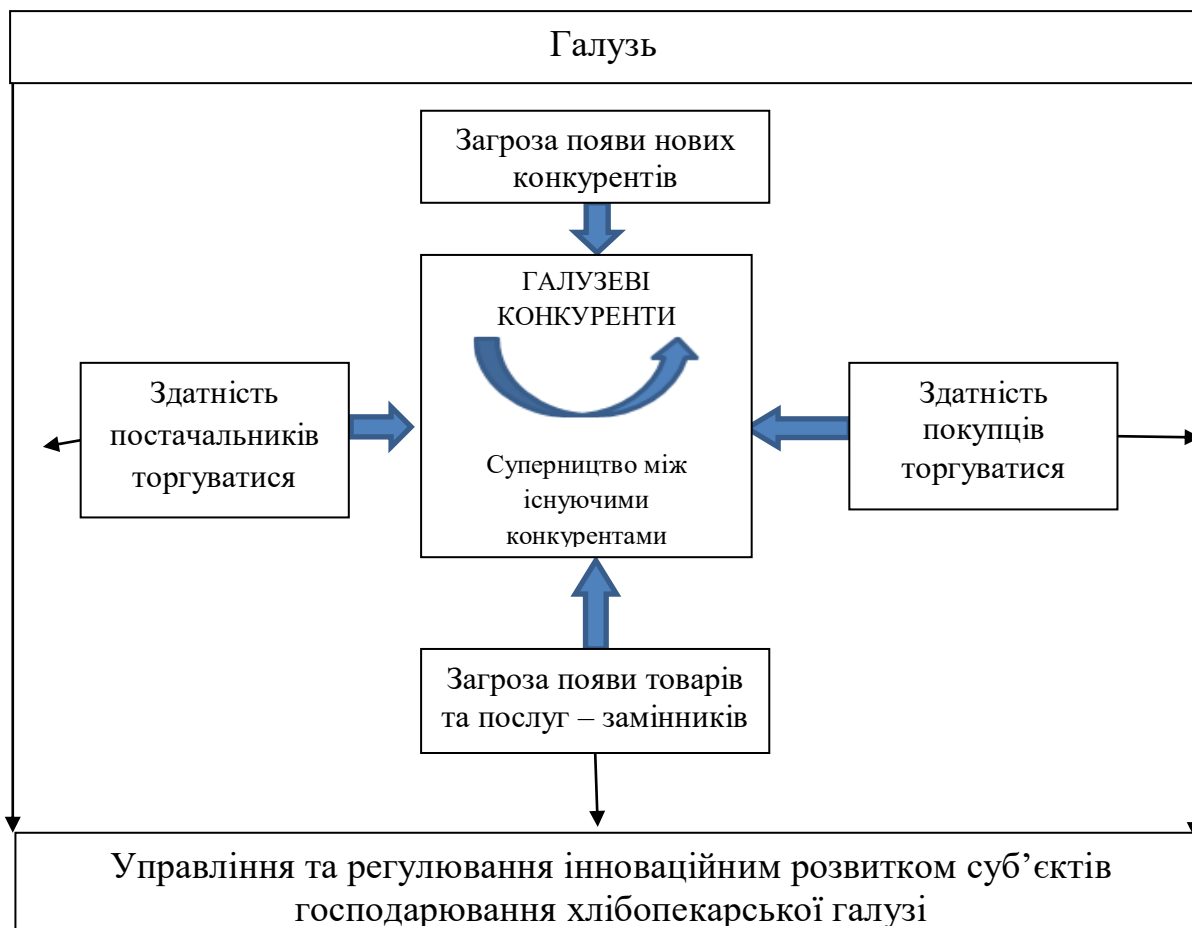 Галузь
Загроза появи нових
конкурентів
ГАЛУЗЕВІ
КОНКУРЕНТИ
Здатність
постачальників
торгуватися
Суперництво між
існуючими
конкурентами
Здатність
покупців
торгуватися
Загроза появи товарів
та послуг – замінників
Управління та регулювання інноваційним розвитком суб’єктів
господарювання хлібопекарської галузі